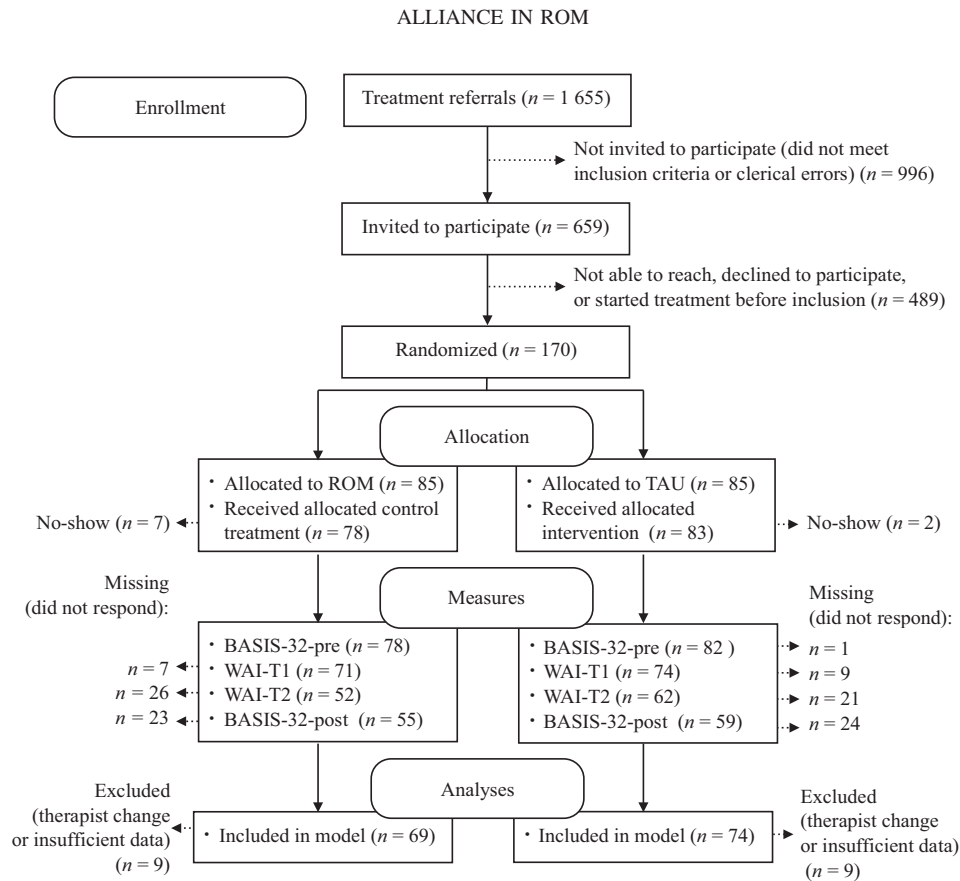 ALLIANCE IN ROM
Enrollment
Treatment referrals (n = 1 655)
Not invited to participate (did not meet
inclusion criteria or clerical errors) (n = 996)
Invited to participate (n = 659)
Not able to reach, declined to participate,
or started treatment before inclusion (n = 489)
Randomized (n = 170)
Allocation
• Allocated to ROM (n = 85)
• Received allocated control
treatment (n = 78)
No-show (n = 7)
• Allocated to TAU (n = 85)
• Received allocated
intervention (n = 83)
No-show (n = 2)
Measures
Missing
(did not respond):
• BASIS-32-pre (n = 78)
n = 7
• WAI-T1 (n = 71)
n = 26
• WAI-T2 (n = 52)
n = 23
• BASIS-32-post (n = 55)
Missing
(did not respond):
• BASIS-32-pre (n = 82 )
n = 1
• WAI-T1 (n = 74)
n = 9
• WAI-T2 (n = 62)
n = 21
• BASIS-32-post (n = 59)
n = 24
Analyses
Excluded
(therapist change
or insufficient data)
(n = 9)
• Included in model (n = 69)
• Included in model (n = 74)
Excluded
(therapist change
or insufficient data)
(n = 9)